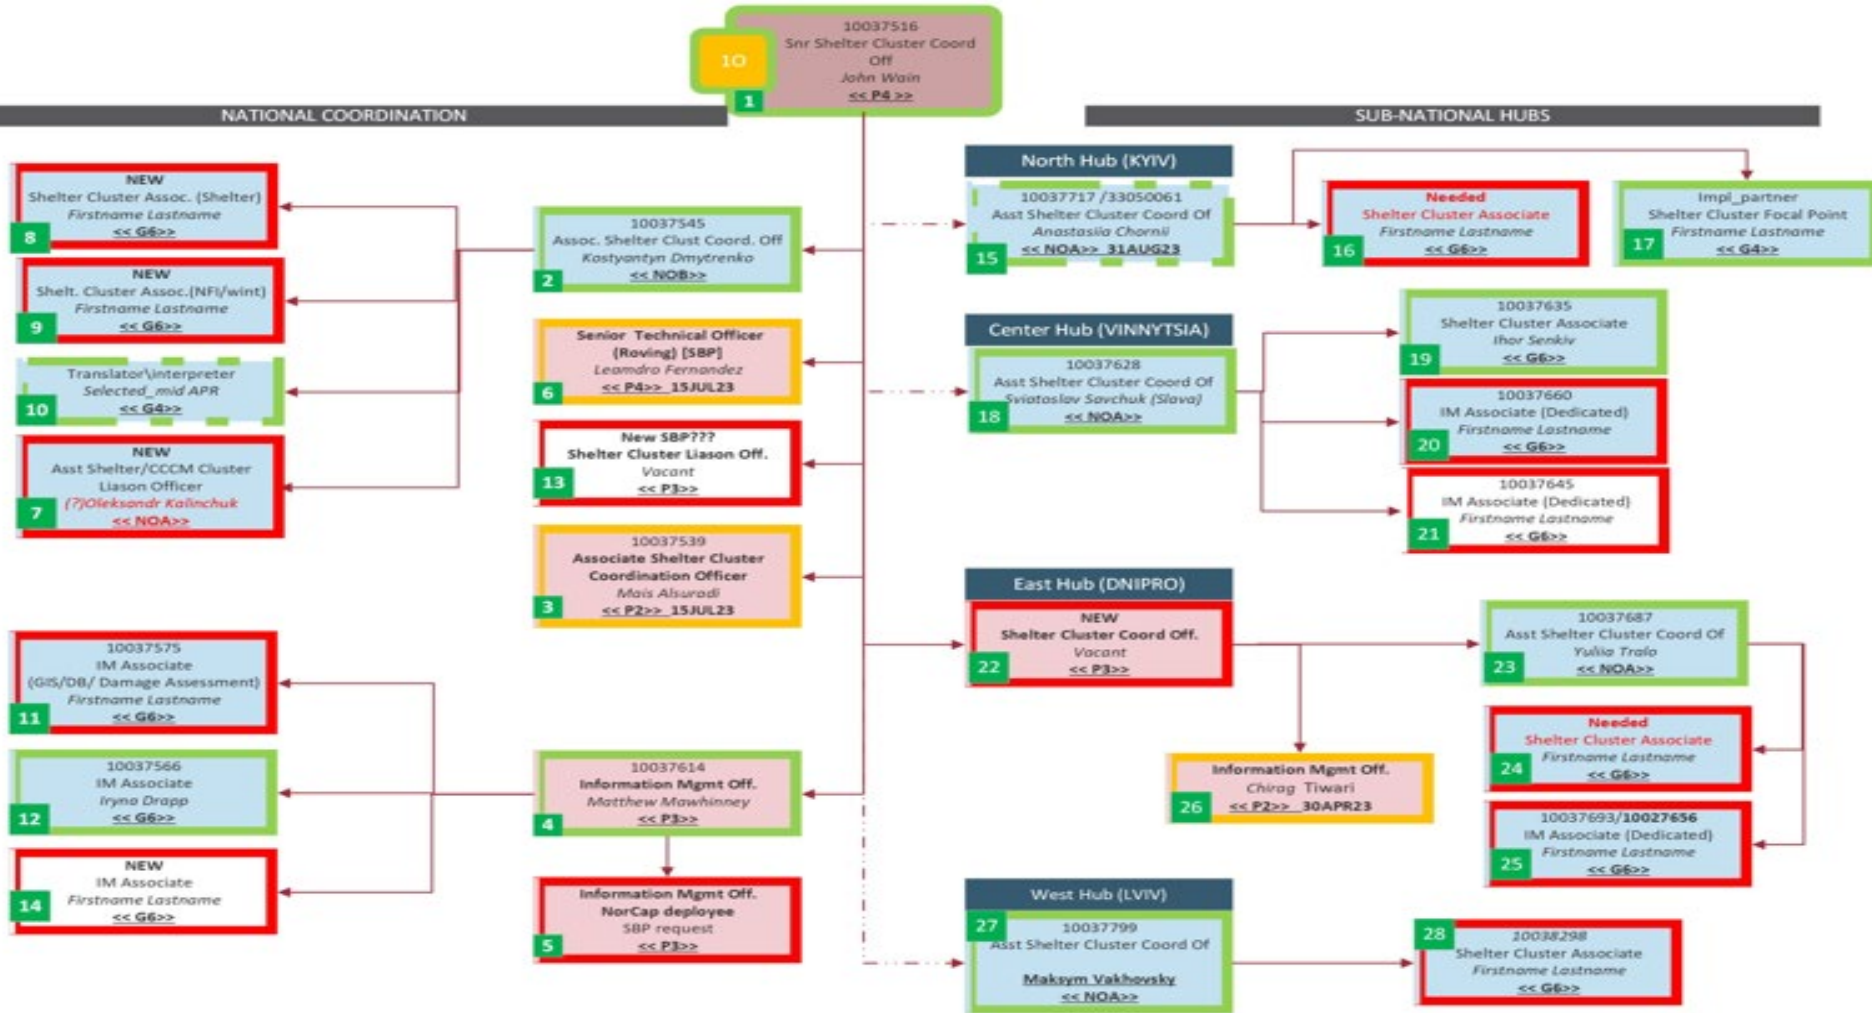 10037516
Snr Shelter Cluster Coord
Off
John Wain
<< P4 >>
10
1
NATIONAL COORDINATION
SUB-NATIONAL HUBS
NEW
Shelter Cluster Assoc. (Shelter)
Firstname Lastname
<< G6>>
8
NEW
Shelt. Cluster Assoc.(NFI/wint)
Firstname Lastname
<< G6>>
9
Translator\interpreter
Selected_mid APR
<< G4>>
10
NEW
Asst Shelter/CCCM Cluster
Liason Officer
(?)Oleksandr Kalinchuk
<< NOA>>
7
10037575
IM Associate
(GIS/DB/ Damage Assessment)
Firstname Lastname
<< G6>>
11
10037566
IM Associate
Iryna Drapp
<< G6>>
12
NEW
IM Associate
Firstname Lastname
<< G6>>
14
10037545
Assoc. Shelter Clust Coord. Off
Kostyantyn Dmytrenko
<< NOB>>
2
Senior Technical Officer
(Roving) [SBP]
Leandro Fernandez
<< P4>>_15JUL23
6
New SBP???
Shelter Cluster Liason Off.
Vacant
<< P3>>
13
10037539
Associate Shelter Cluster
Coordination Officer
Mais Alsuradi
<< P2>>_15JUL23
3
10037614
Information Mgmt Off.
Matthew Mawhinney
<< P3>>
4
Information Mgmt Off.
NorCap deployee
SBP request
<< P3>>
5
North Hub (KYIV)
10037717 /33050061
Asst Shelter Cluster Coord Of
Anastasiia Chornii
<< NOA>>_31AUG23
15
Needed
Shelter Cluster Associate
Firstname Lastname
<< G6>>
16
Impl_partner
Shelter Cluster Focal Point
Firstname Lastname
<< G4>>
17
Center Hub (VINNYTSIA)
10037628
Asst Shelter Cluster Coord Of
Sviatoslav Savchuk (Slava)
<< NOA>>
18
10037635
Shelter Cluster Associate
Ihor Senkiv
<< G6>>
19
10037660
IM Associate (Dedicated)
Firstname Lastname
<< G6>>
20
10037645
IM Associate (Dedicated)
Firstname Lastname
<< G6>>
21
East Hub (DNIPRO)
NEW
Shelter Cluster Coord Off.
Vacant
<< P3>>
22
10037687
Asst Shelter Cluster Coord Of
Yuliia Tralo
<< NOA>>
23
Needed
Shelter Cluster Associate
Firstname Lastname
<< G6>>
24
10037693/10027656
IM Associate (Dedicated)
Firstname Lastname
<< G6>>
25
Information Mgmt Off.
Chirag Tiwari
<< P2>>_30APR23
26
West Hub (LVIV)
27
10037799
Asst Shelter Cluster Coord Of
Maksym Vakhovsky
<< NOA>>
28
10038298
Shelter Cluster Associate
Firstname Lastname
<< G6>>